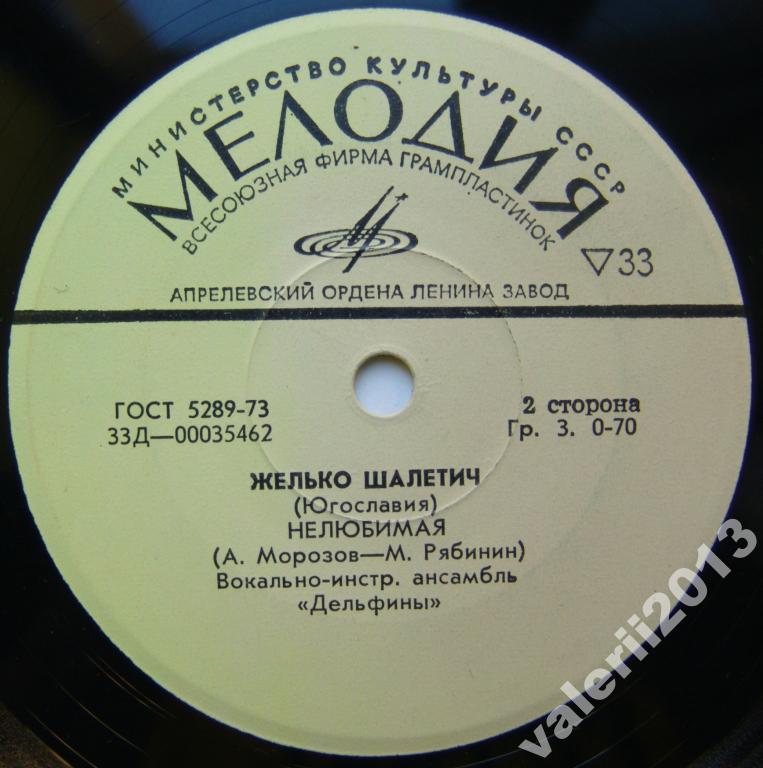 МИНИСТЕРСТВО КУЛЬТУРЫ СССР
МЕЛОДИЯ
ВСЕСОЮЗНАЯ ФИРМА ГРАМПЛАСТИНОК
▽33
АПРЕЛЕВСКИЙ ОРДЕНА ЛЕНИНА ЗАВОД
ГОСТ 5289-73
33Д—00035462
2 сторона
Гр. 3. 0-70
ЖЕЛЬКО ШАЛЕТИЧ
(Югославия)
НЕЛЮБИМАЯ
(А. Морозов—М. Рябинин)
Вокально-инстр. ансамбль
«Дельфины»
valerii2013